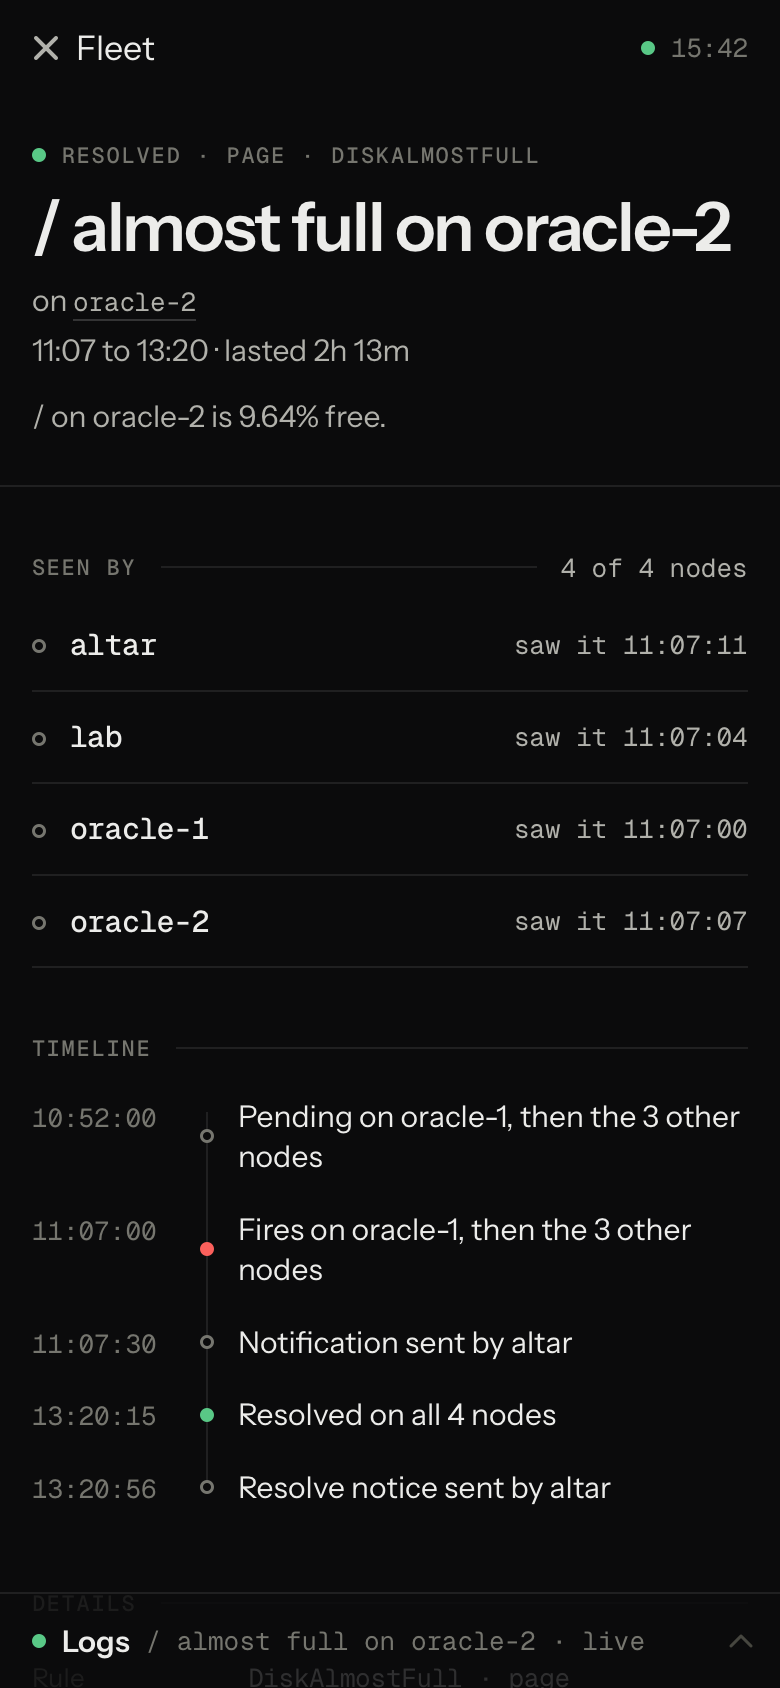 Fleet
15:42
RESOLVED · PAGE · DISKALMOSTFULL
/ almost full on oracle-2
on oracle-2
11:07 to 13:20 · lasted 2h 13m
/ on oracle-2 is 9.64% free.
SEEN BY
4 of 4 nodes
altar
saw it 11:07:11
lab
saw it 11:07:04
oracle-1
saw it 11:07:00
oracle-2
saw it 11:07:07
TIMELINE
10:52:00
Pending on oracle-1, then the 3 other
nodes
11:07:00
Fires on oracle-1, then the 3 other
nodes
11:07:30
Notification sent by altar
13:20:15
Resolved on all 4 nodes
13:20:56
Resolve notice sent by altar
DETAILS
Logs / almost full on oracle-2 · live
Rule
DiskAlmostFull · page